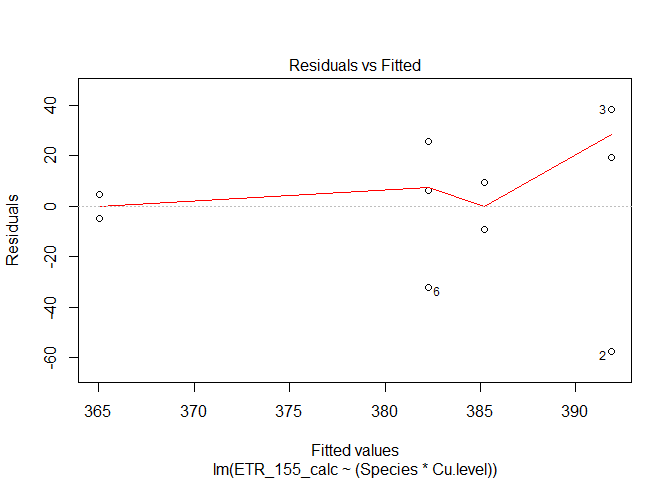 Residuals vs Fitted
Residuals
40
20
0
-20
-40
-60
3
6
2
365 370 375 380 385 390
Fitted values
lm(ETR_155_calc ~ (Species * Cu.level))